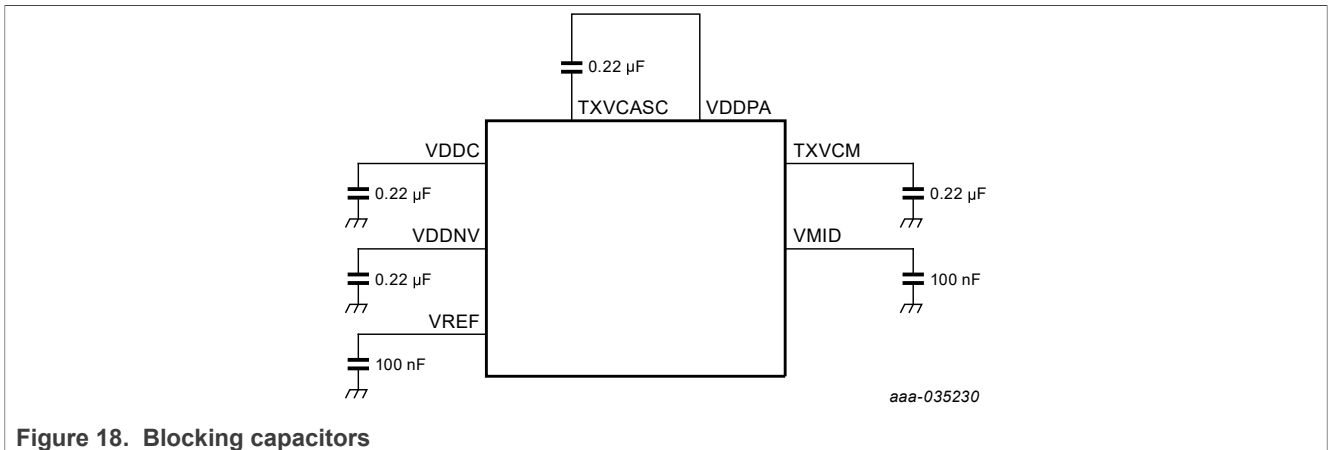 0.22 µF
TXVCASC VDDPA
VDDC TXVCM
0.22 µF 0.22 µF
VDDNV VMID
0.22 µF 100 nF
VREF
100 nF
aaa-035230
Figure 18. Blocking capacitors